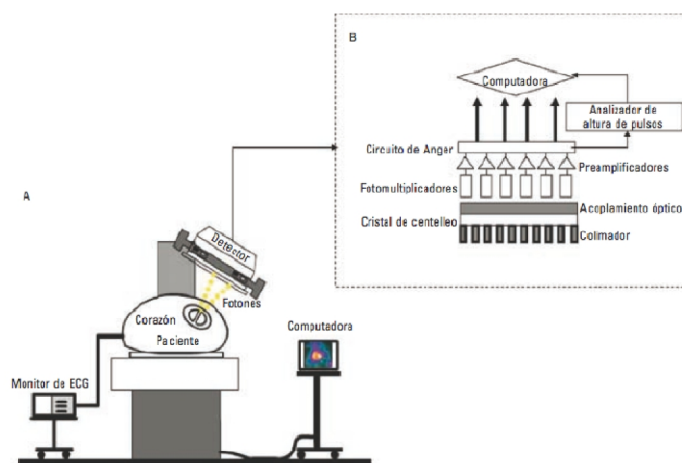 A
Detector
Fotones
Corazón
Paciente
Computadora
Monitor de ECG
B
Computadora
Analizador de
altura de pulsos
Circuito de Anger
Preamplificadores
Fotomultiplicadores
Acoplamiento óptico
Cristal de centelleo
Colimador